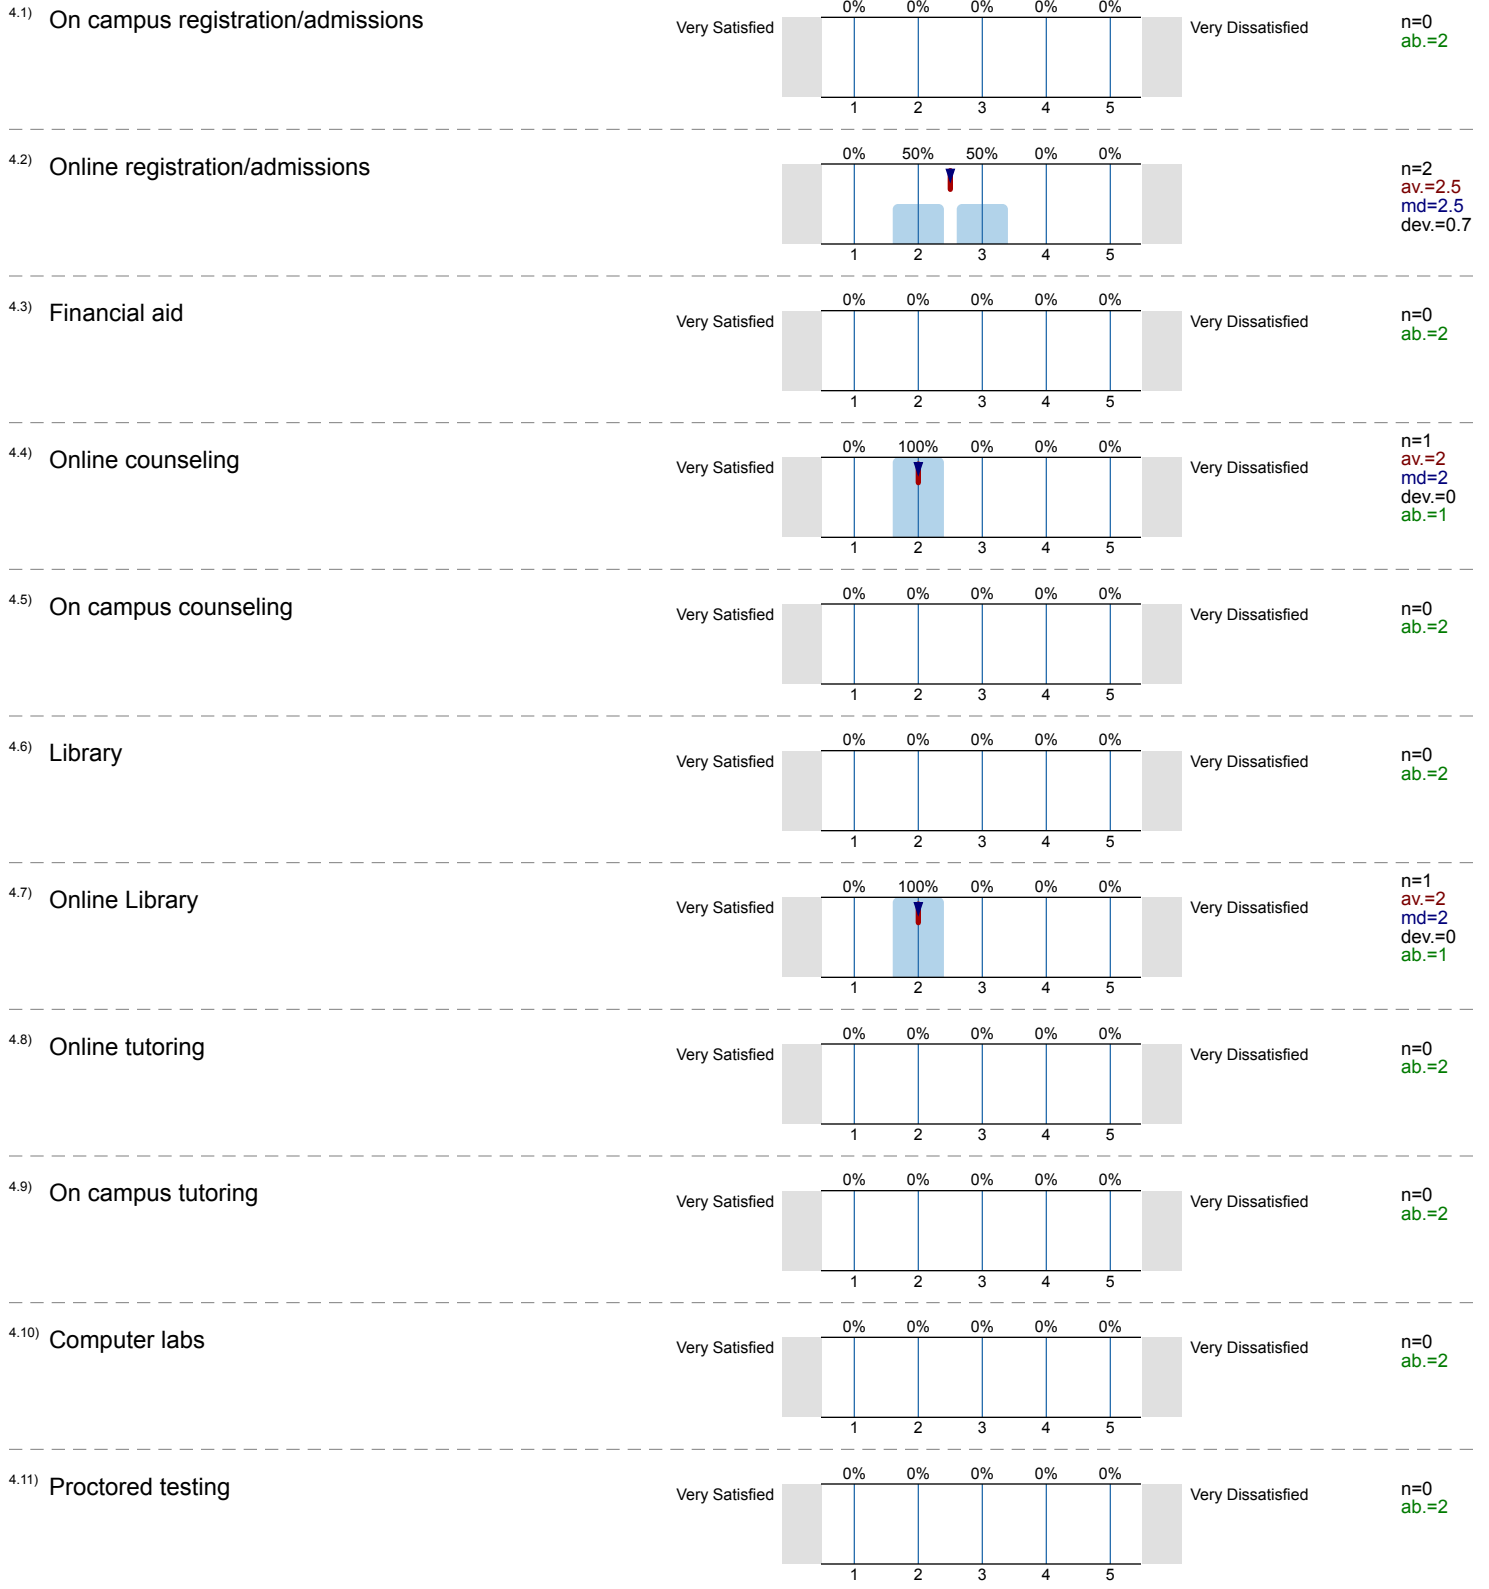 4.1) On campus registration/admissions
0% 0% 0% 0% 0%
Very Satisfied Very Dissatisfied
n=0
ab.=2
1 2 3 4 5
4.2) Online registration/admissions
0% 50% 50% 0% 0%
n=2
av.=2.5
md=2.5
dev.=0.7
1 2 3 4 5
4.3) Financial aid
0% 0% 0% 0% 0%
Very Satisfied Very Dissatisfied
n=0
ab.=2
1 2 3 4 5
4.4) Online counseling
0% 100% 0% 0% 0%
Very Satisfied Very Dissatisfied
n=1
av.=2
md=2
dev.=0
ab.=1
1 2 3 4 5
4.5) On campus counseling
0% 0% 0% 0% 0%
Very Satisfied Very Dissatisfied
n=0
ab.=2
1 2 3 4 5
4.6) Library
0% 0% 0% 0% 0%
Very Satisfied Very Dissatisfied
n=0
ab.=2
1 2 3 4 5
4.7) Online Library
0% 100% 0% 0% 0%
Very Satisfied Very Dissatisfied
n=1
av.=2
md=2
dev.=0
ab.=1
1 2 3 4 5
4.8) Online tutoring
0% 0% 0% 0% 0%
Very Satisfied Very Dissatisfied
n=0
ab.=2
1 2 3 4 5
4.9) On campus tutoring
0% 0% 0% 0% 0%
Very Satisfied Very Dissatisfied
n=0
ab.=2
1 2 3 4 5
4.10) Computer labs
0% 0% 0% 0% 0%
Very Satisfied Very Dissatisfied
n=0
ab.=2
1 2 3 4 5
4.11) Proctored testing
0% 0% 0% 0% 0%
Very Satisfied Very Dissatisfied
n=0
ab.=2
1 2 3 4 5